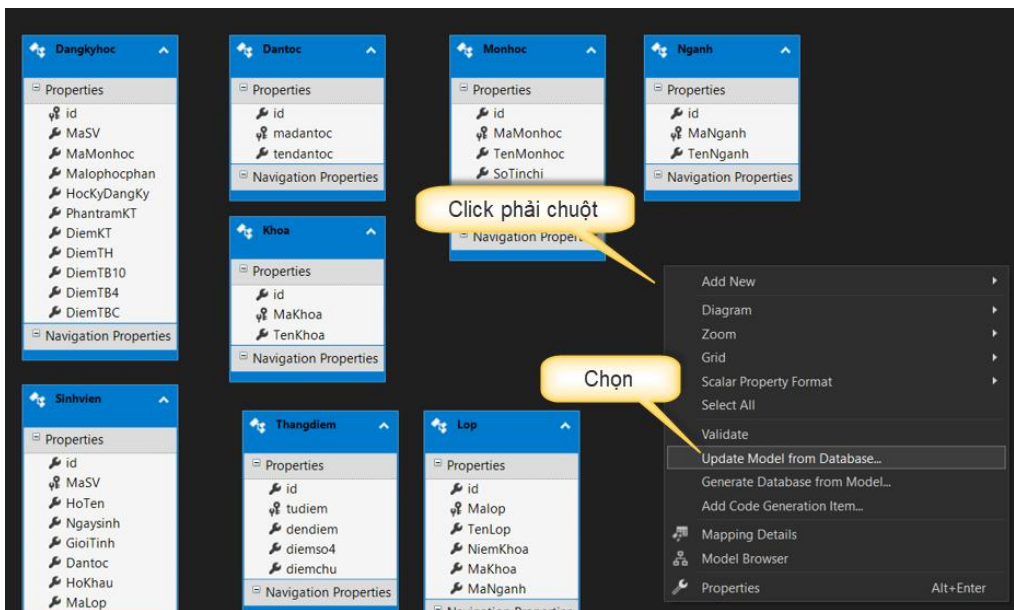 Dangkyhoc
Properties
id
MaSV
MaMonhoc
Malophocphan
HocKyDangKy
PhantramKT
DiemKT
DiemTH
DiemTB10
DiemTB4
DiemTBC
Navigation Properties
Dantoc
Properties
id
madantoc
tendantoc
Navigation Properties
Monhoc
Properties
id
MaMonhoc
TenMonhoc
SoTinchi
Navigation Proper
Nganh
Properties
id
MaNganh
TenNganh
Navigation Properties
Click phải chuột
Khoa
Properties
id
MaKhoa
TenKhoa
Navigation Properties
Chọn
Add New
Diagram
Zoom
Grid
Scalar Property Format
Select All
Validate
Update Model from Database...
Generate Database from Model...
Add Code Generation Item...
Mapping Details
Model Browser
Properties Alt+Enter
Sinhvien
Properties
id
MaSV
HoTen
Ngaysinh
GioiTinh
Dantoc
HoKhau
MaLop
Thangdiem
Properties
id
tudiem
dendiem
diemso4
diemchu
Navigation Properties
Lop
Properties
id
Malop
TenLop
NiemKhoa
MaKhoa
MaNganh
Navigation Properties